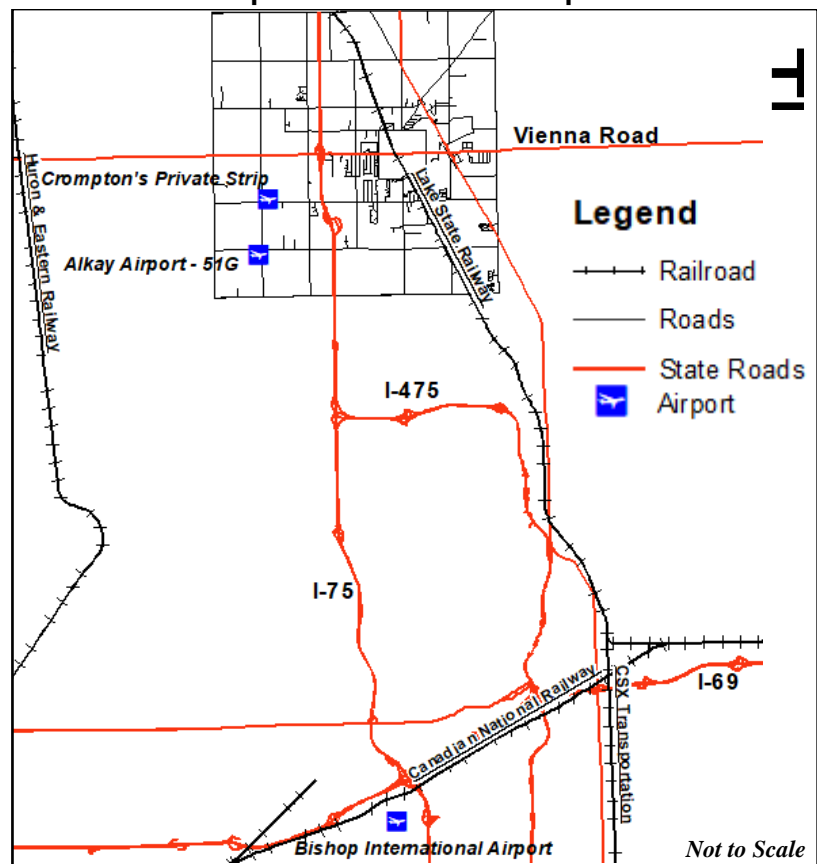 Vienna Road
Crompton's Private Strip
Huron & Eastern Railway
Lake State Railway
Alkay Airport - 51G
Legend
Railroad
Roads
State Roads
Airport
I-475
I-75
Canadian National Railway
CSX Transportation
I-69
Bishop International Airport
Not to Scale